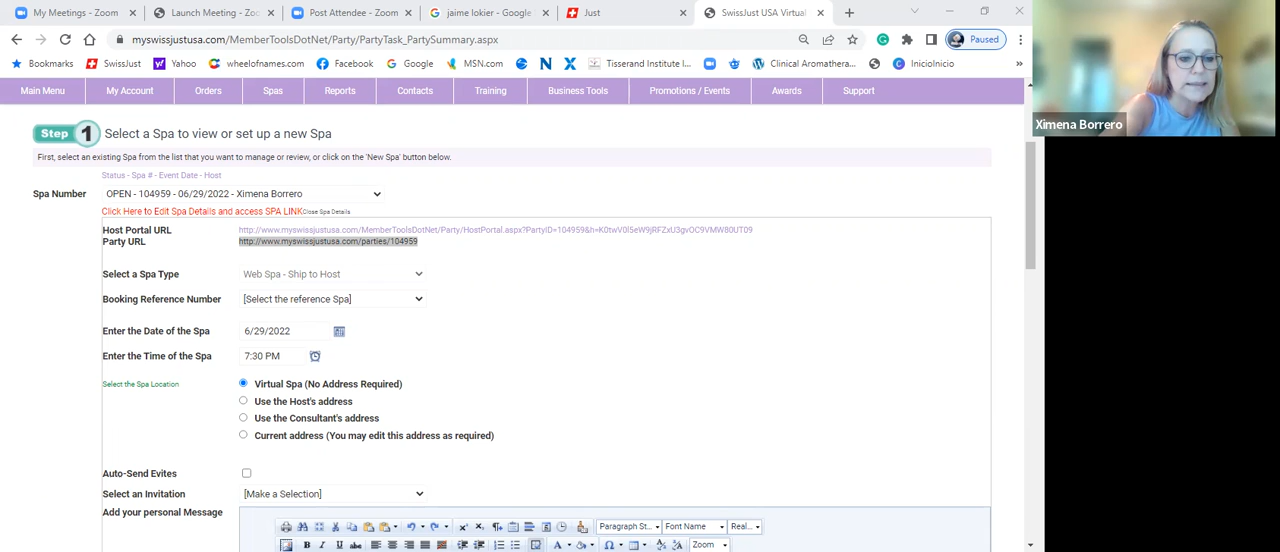 My Meetings - Zoom
Launch Meeting - Zoo
Post Attendee - Zoom
jaime lokier - Google
Just
SwissJust USA Virtual
myswissjustusa.com/MemberToolsDotNet/Party/PartyTask_PartySummary.aspx
Paused
Bookmarks SwissJust Yahoo wheelofnames.com Facebook Google MSN.com Tisserand Institute I... Clinical Aromathera... InicioInicio »
Main Menu My Account Orders Spas Reports Contacts Training Business Tools Promotions / Events Awards Support
Ximena Borrero
Step 1 Select a Spa to view or set up a new Spa
First, select an existing Spa from the list that you want to manage or review, or click on the 'New Spa' button below.
Status - Spa # - Event Date - Host
Spa Number OPEN - 104959 - 06/29/2022 - Ximena Borrero
Click Here to Edit Spa Details and access SPA LINK Close Spa Details
Host Portal URL http://www.myswissjustusa.com/MemberToolsDotNet/Party/HostPortal.aspx?PartyID=104959&h=K0twV0l5eW9jRFZxU3gvOC9VMW80UT09
Party URL http://www.myswissjustusa.com/parties/104959
Select a Spa Type Web Spa - Ship to Host
Booking Reference Number [Select the reference Spa]
Enter the Date of the Spa 6/29/2022
Enter the Time of the Spa 7:30 PM
Select the Spa Location Virtual Spa (No Address Required)
Use the Host's address
Use the Consultant's address
Current address (You may edit this address as required)
Auto-Send Evites
Select an Invitation [Make a Selection]
Add your personal Message
Paragraph St... Font Name Real...
B I U abc A Ω Zoom